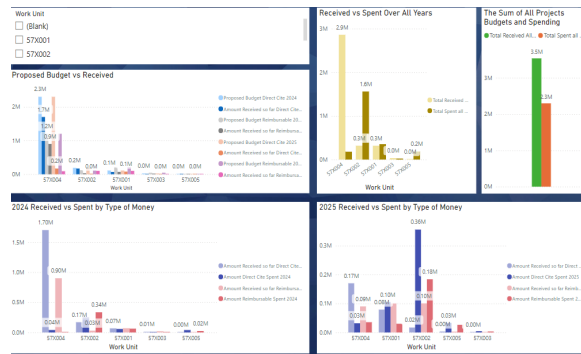 Work Unit
(Blank)
57X001
57X002
Proposed Budget vs Received
2.3M
1.7M
1.2M
0.9M
0.2M
0.2M
0.0M
0.1M
0.1M
0.0M
0.0M
0.0M
0.0M
2M
1M
0M
57X004
57X002
57X001
57X003
57X005
Work Unit
Proposed Budget Direct Cite 2024
Amount Received so far Direct Cite...
Proposed Budget Reimbursable 20...
Amount Received so far Reimbursa...
Proposed Budget Direct Cite 2025
Amount Received so far Direct Cite...
Proposed Budget Reimbursable 20...
Amount Received so far Reimbursa...
Received vs Spent Over All Years
3M
2M
1M
0M
2.9M
0.3M
1.6M
0.3M
0.0M
0.0M
0.2M
57X004
57X002
57X001
57X003
57X005
Work Unit
Total Received ...
Total Spent all ...
The Sum of All Projects
Budgets and Spending
Total Received All...
Total Spent all ...
3.5M
2.3M
3M
2M
1M
0M
2024 Received vs Spent by Type of Money
1.70M
0.90M
0.04M
0.17M
0.03M
0.34M
0.07M
0.01M
0.00M
0.02M
1.5M
1.0M
0.5M
0.0M
57X004
57X002
57X001
57X003
57X005
Work Unit
Amount Received so far Direct Cite...
Amount Direct Cite Spent 2024
Amount Received so far Reimbursa...
Amount Reimbursable Spent 2024
2025 Received vs Spent by Type of Money
0.36M
0.17M
0.09M
0.03M
0.08M
0.10M
0.02M
0.10M
0.18M
0.00M
0.03M
0.00M
0.3M
0.2M
0.1M
0.0M
57X004
57X001
57X002
57X005
57X003
Work Unit
Amount Received so far Direct ...
Amount Direct Cite Spent 2025
Amount Received so far Reimb...
Amount Reimbursable Spent 2...